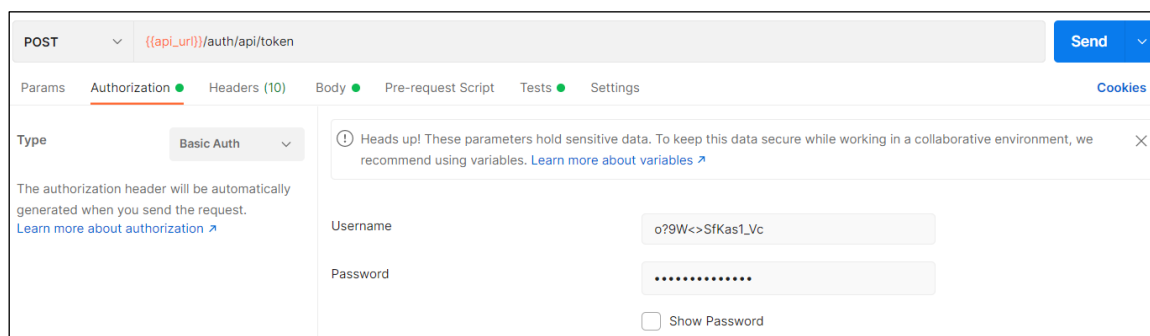 POST {{api_url}}/auth/api/token Send
Params Authorization Headers (10) Body Pre-request Script Tests Settings Cookies
Type Basic Auth
The authorization header will be automatically
generated when you send the request.
Learn more about authorization ↗
Heads up! These parameters hold sensitive data. To keep this data secure while working in a collaborative environment, we
recommend using variables. Learn more about variables ↗
Username o?9W<>SfKas1_Vc
Password ••••••••••••••
Show Password